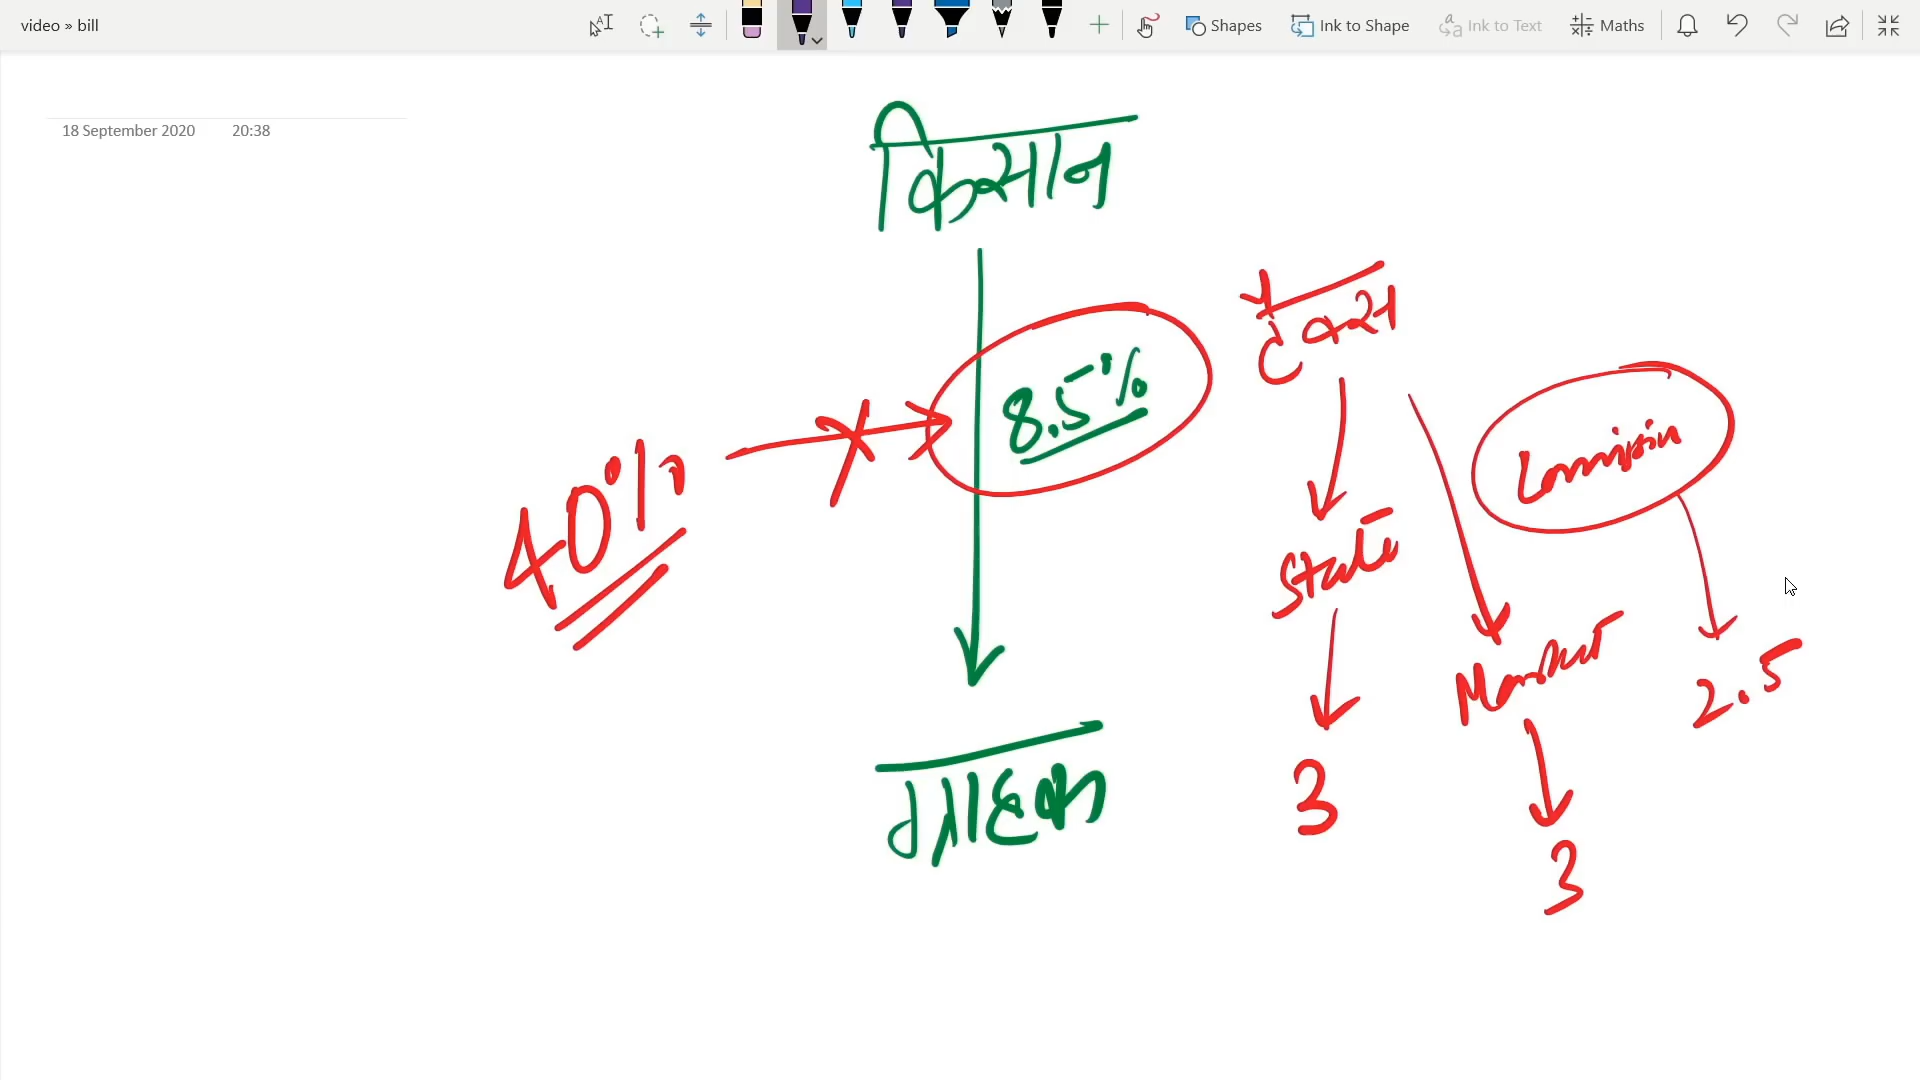 video » bill
Shapes
Ink to Shape
Ink to Text
Maths
18 September 2020 20:38
किसान
8.5%
40%
टैक्स
State
3
Market
3
Commission
2.5
ग्राहक